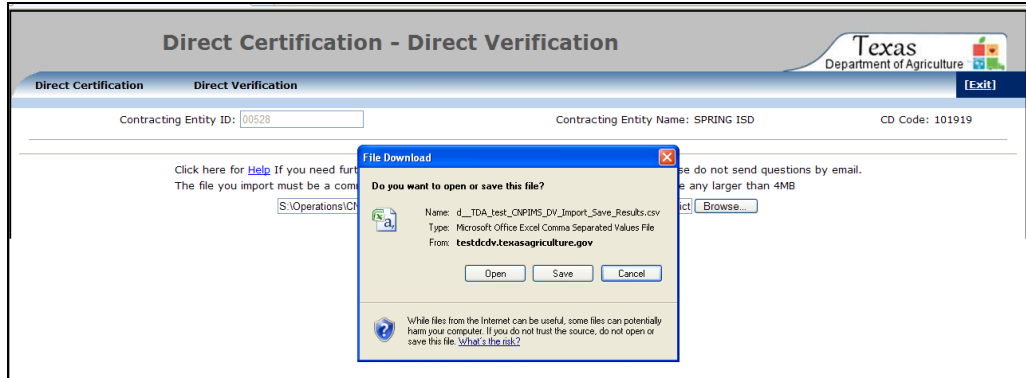 Direct Certification - Direct Verification
Texas
Department of Agriculture
Direct Certification Direct Verification [Exit]
Contracting Entity ID: 00528 Contracting Entity Name: SPRING ISD CD Code: 101919
File Download
Click here for Help If you need furt se do not send questions by email.
Do you want to open or save this file?
The file you import must be a com e any larger than 4MB
S:\Operations\CN ict Browse...
Name: d__TDA_test_CNPIMS_DV_Import_Save_Results.csv
Type: Microsoft Office Excel Comma Separated Values File
From: testdcdv.texasagriculture.gov
Open Save Cancel
While files from the Internet can be useful, some files can potentially
harm your computer. If you do not trust the source, do not open or
save this file. What's the risk?